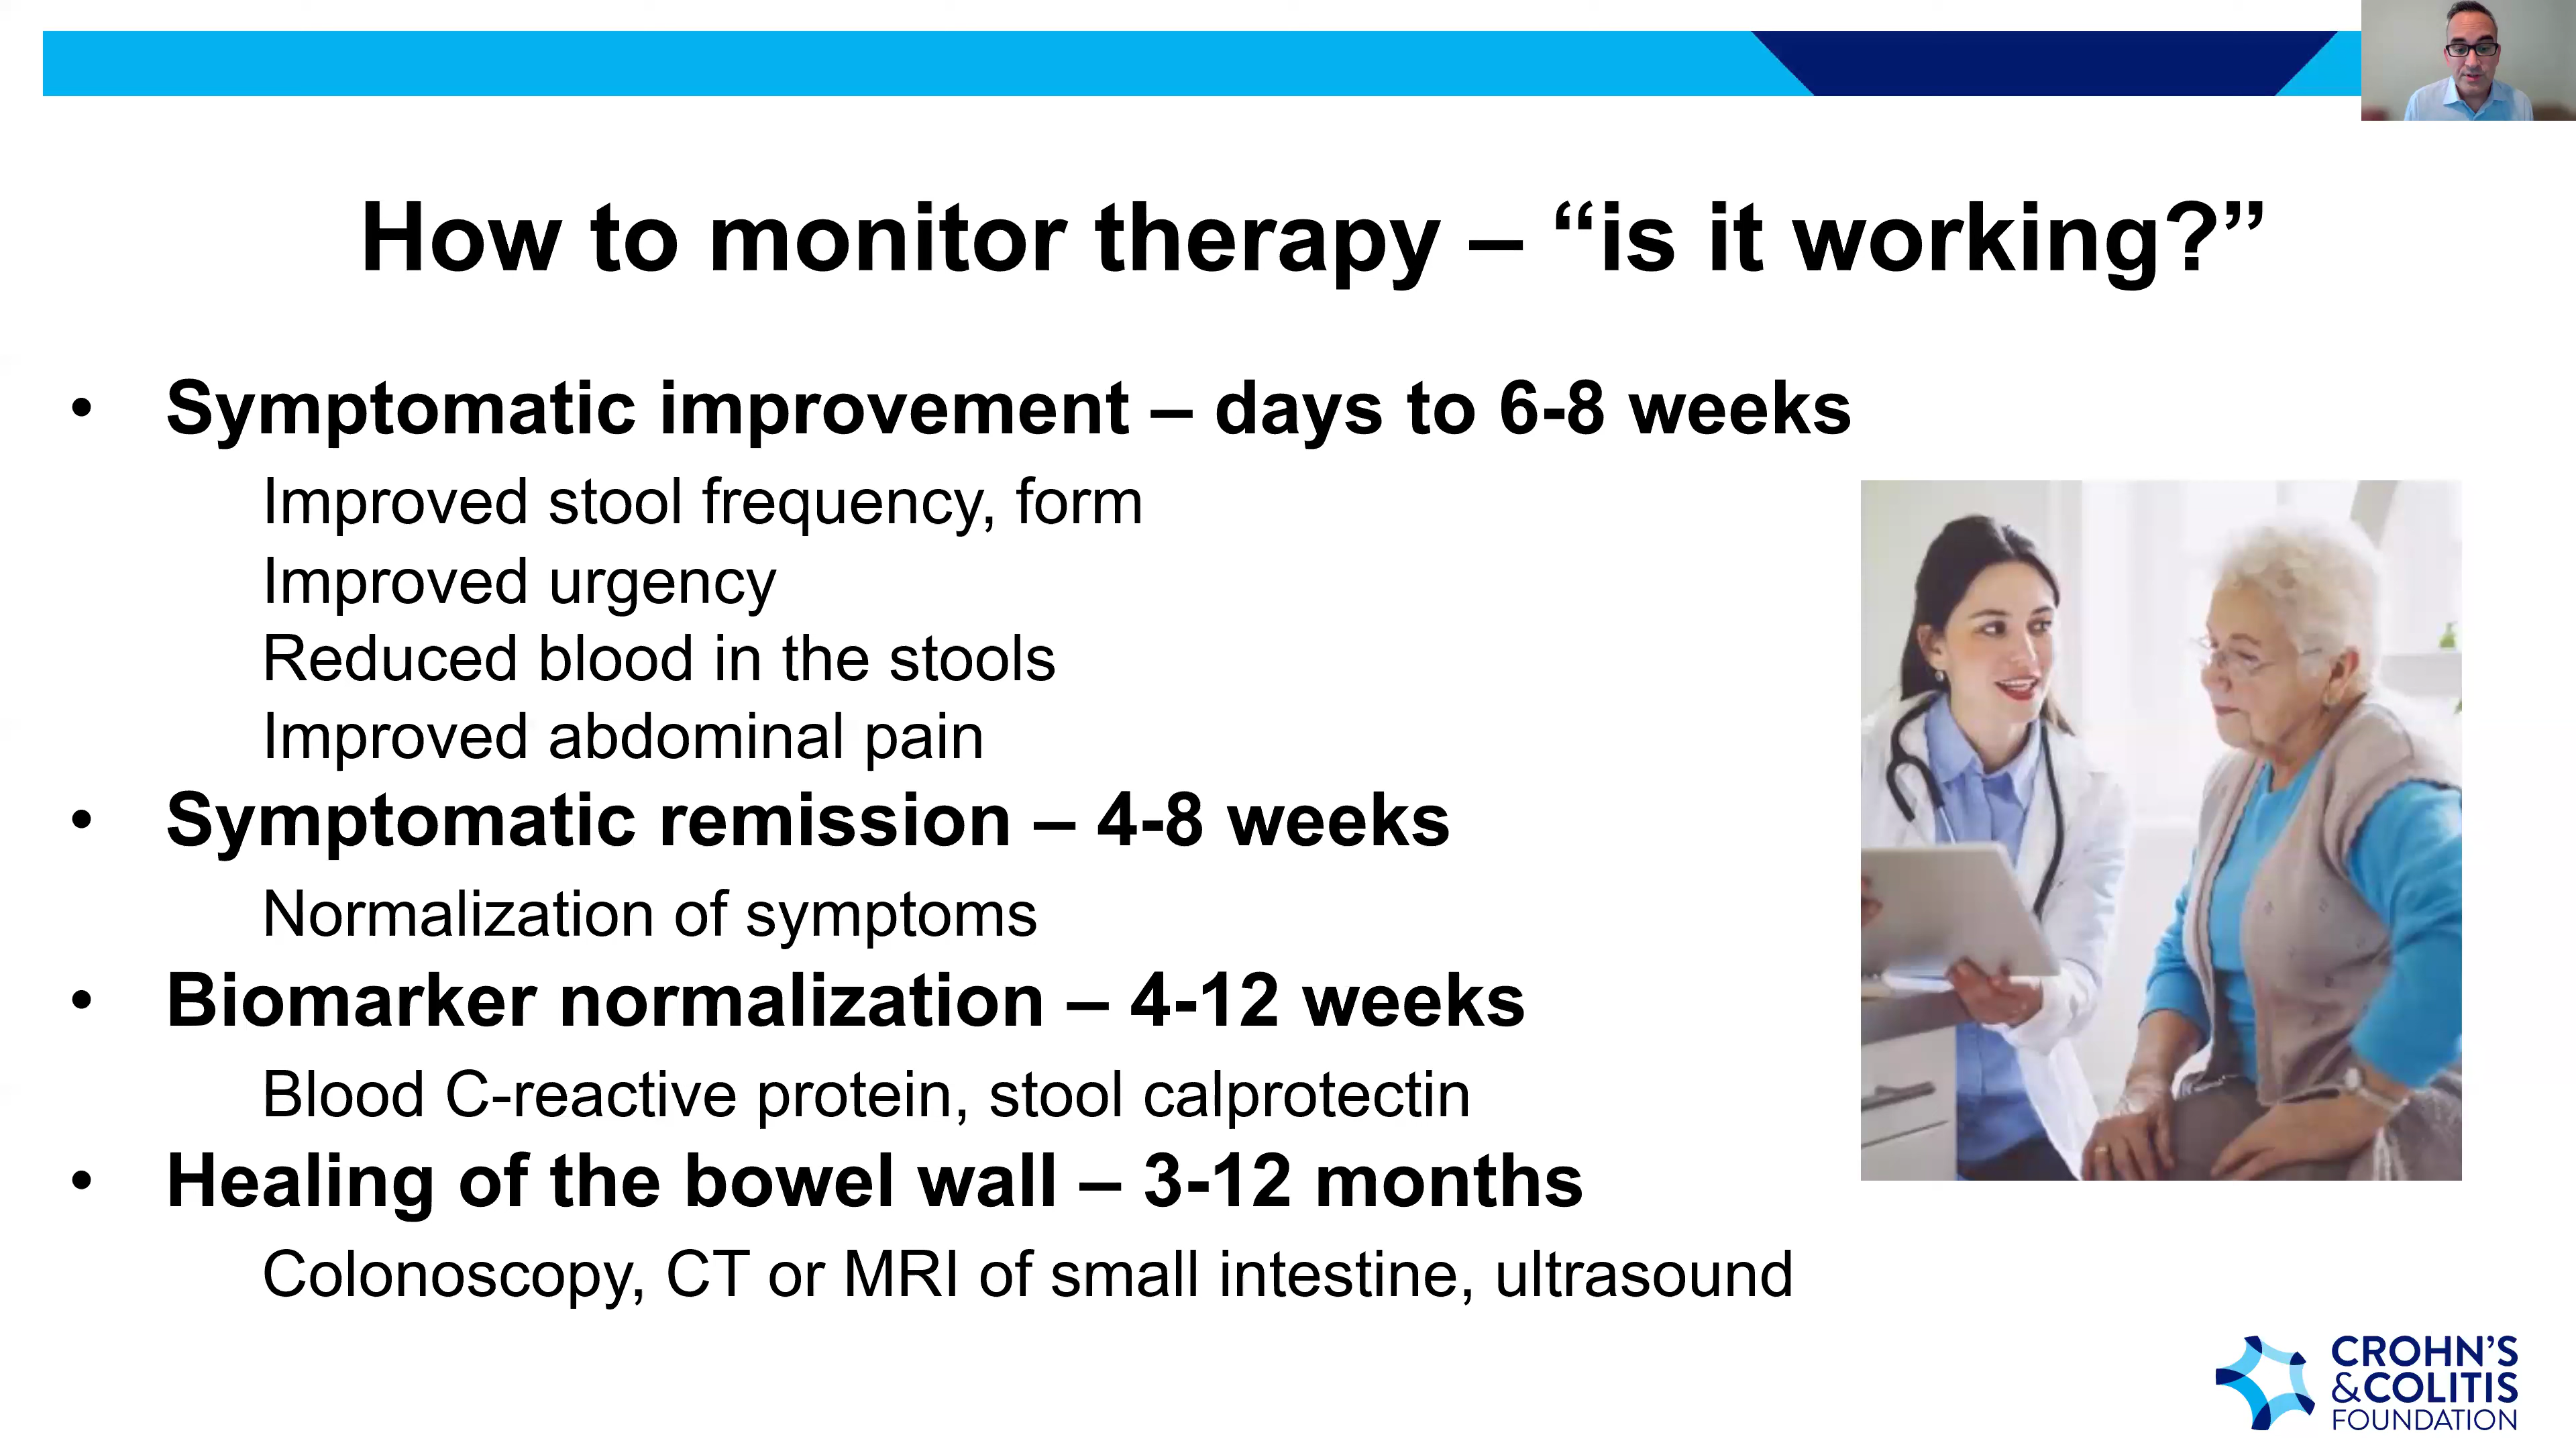 How to monitor therapy – “is it working?”
• Symptomatic improvement – days to 6-8 weeks
Improved stool frequency, form
Improved urgency
Reduced blood in the stools
Improved abdominal pain
• Symptomatic remission – 4-8 weeks
Normalization of symptoms
• Biomarker normalization – 4-12 weeks
Blood C-reactive protein, stool calprotectin
• Healing of the bowel wall – 3-12 months
Colonoscopy, CT or MRI of small intestine, ultrasound
CROHN’S
&COLITIS
FOUNDATION